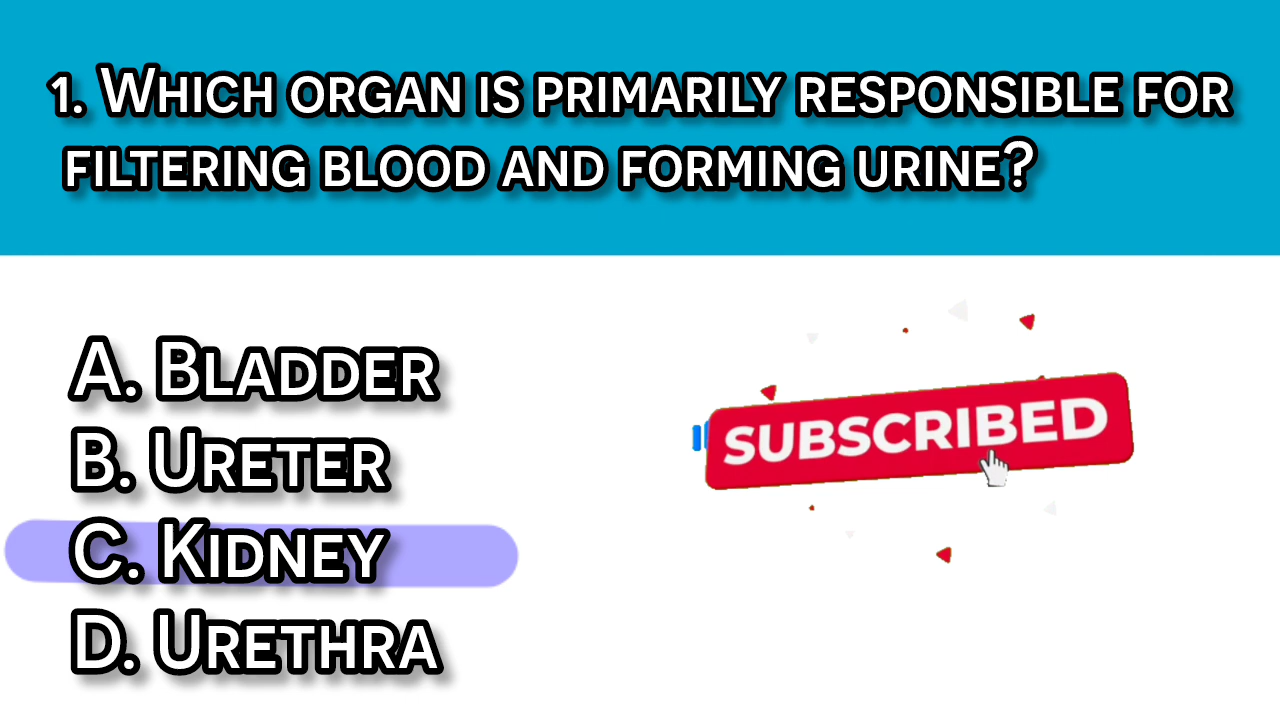 1. Which organ is primarily responsible for
filtering blood and forming urine?
A. Bladder
B. Ureter
C. Kidney
D. Urethra
SUBSCRIBED